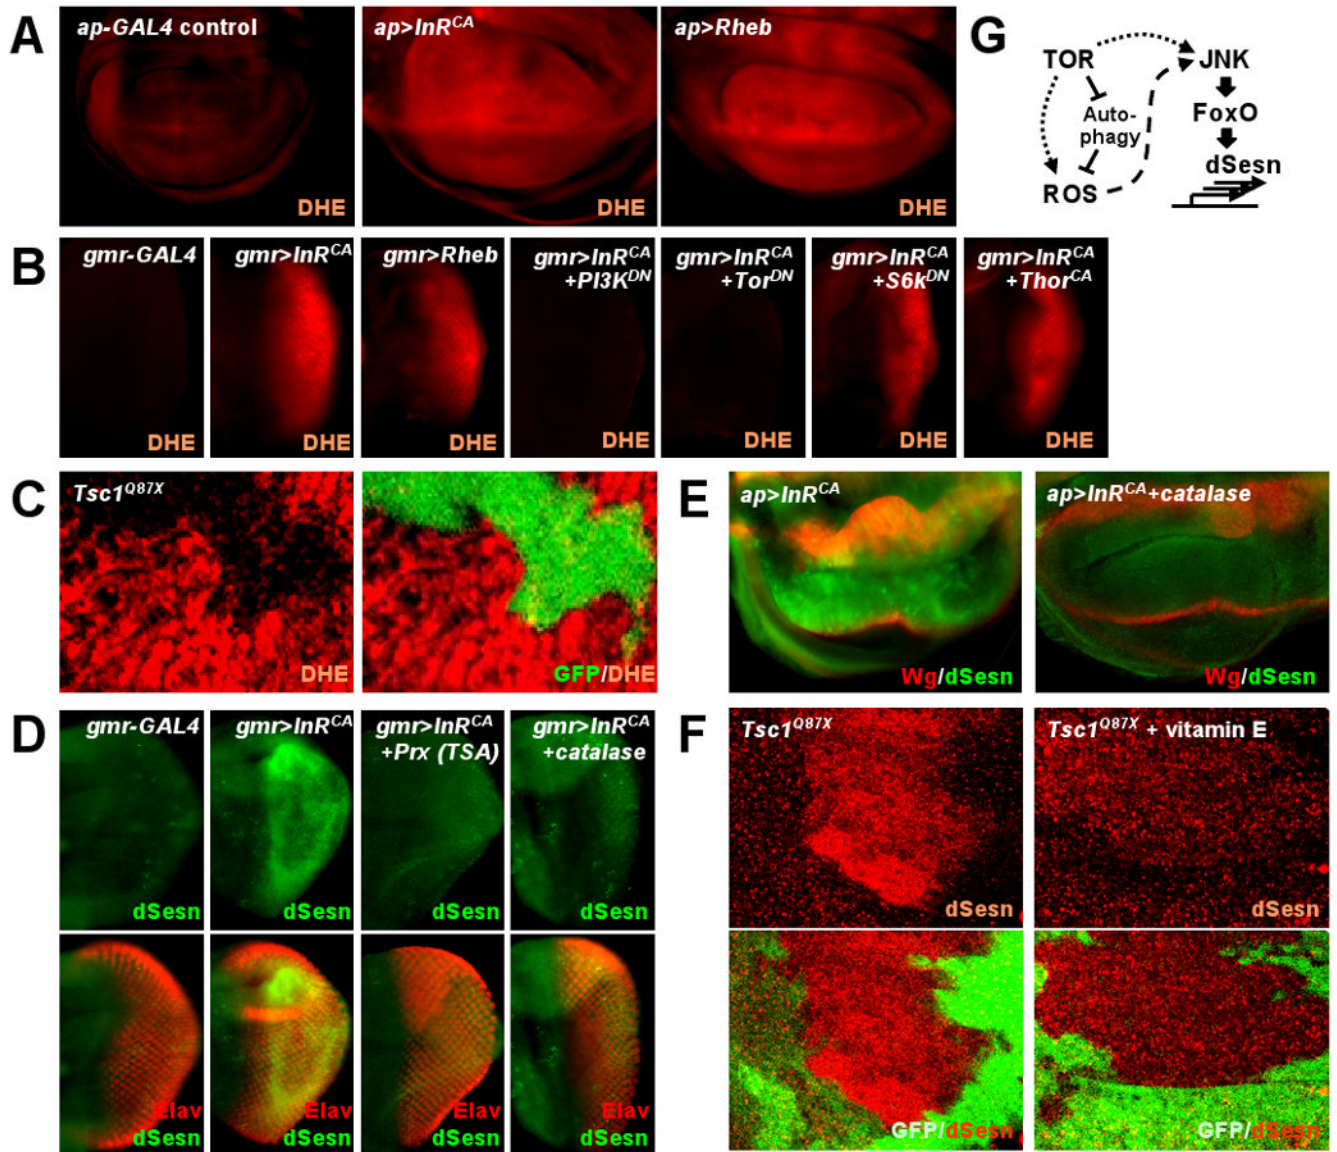 A
ap-GAL4 control
DHE
ap>InR^CA
DHE
ap>Rheb
DHE
G
TOR
JNK
Auto-
phagy
FoxO
ROS
dSesn
B
gmr-GAL4
DHE
gmr>InR^CA
DHE
gmr>Rheb
DHE
gmr>InR^CA
+PI3K^DN
DHE
gmr>InR^CA
+Tor^DN
DHE
gmr>InR^CA
+S6k^DN
DHE
gmr>InR^CA
+Thor^CA
DHE
C
Tsc1^Q87X
DHE
GFP/DHE
E
ap>InR^CA
Wg/dSesn
ap>InR^CA+catalase
Wg/dSesn
D
gmr-GAL4
dSesn
gmr>InR^CA
dSesn
gmr>InR^CA
+Prx (TSA)
dSesn
gmr>InR^CA
+catalase
dSesn
Elav
dSesn
Elav
dSesn
Elav
dSesn
Elav
dSesn
F
Tsc1^Q87X
dSesn
Tsc1^Q87X + vitamin E
dSesn
GFP/dSesn
GFP/dSesn